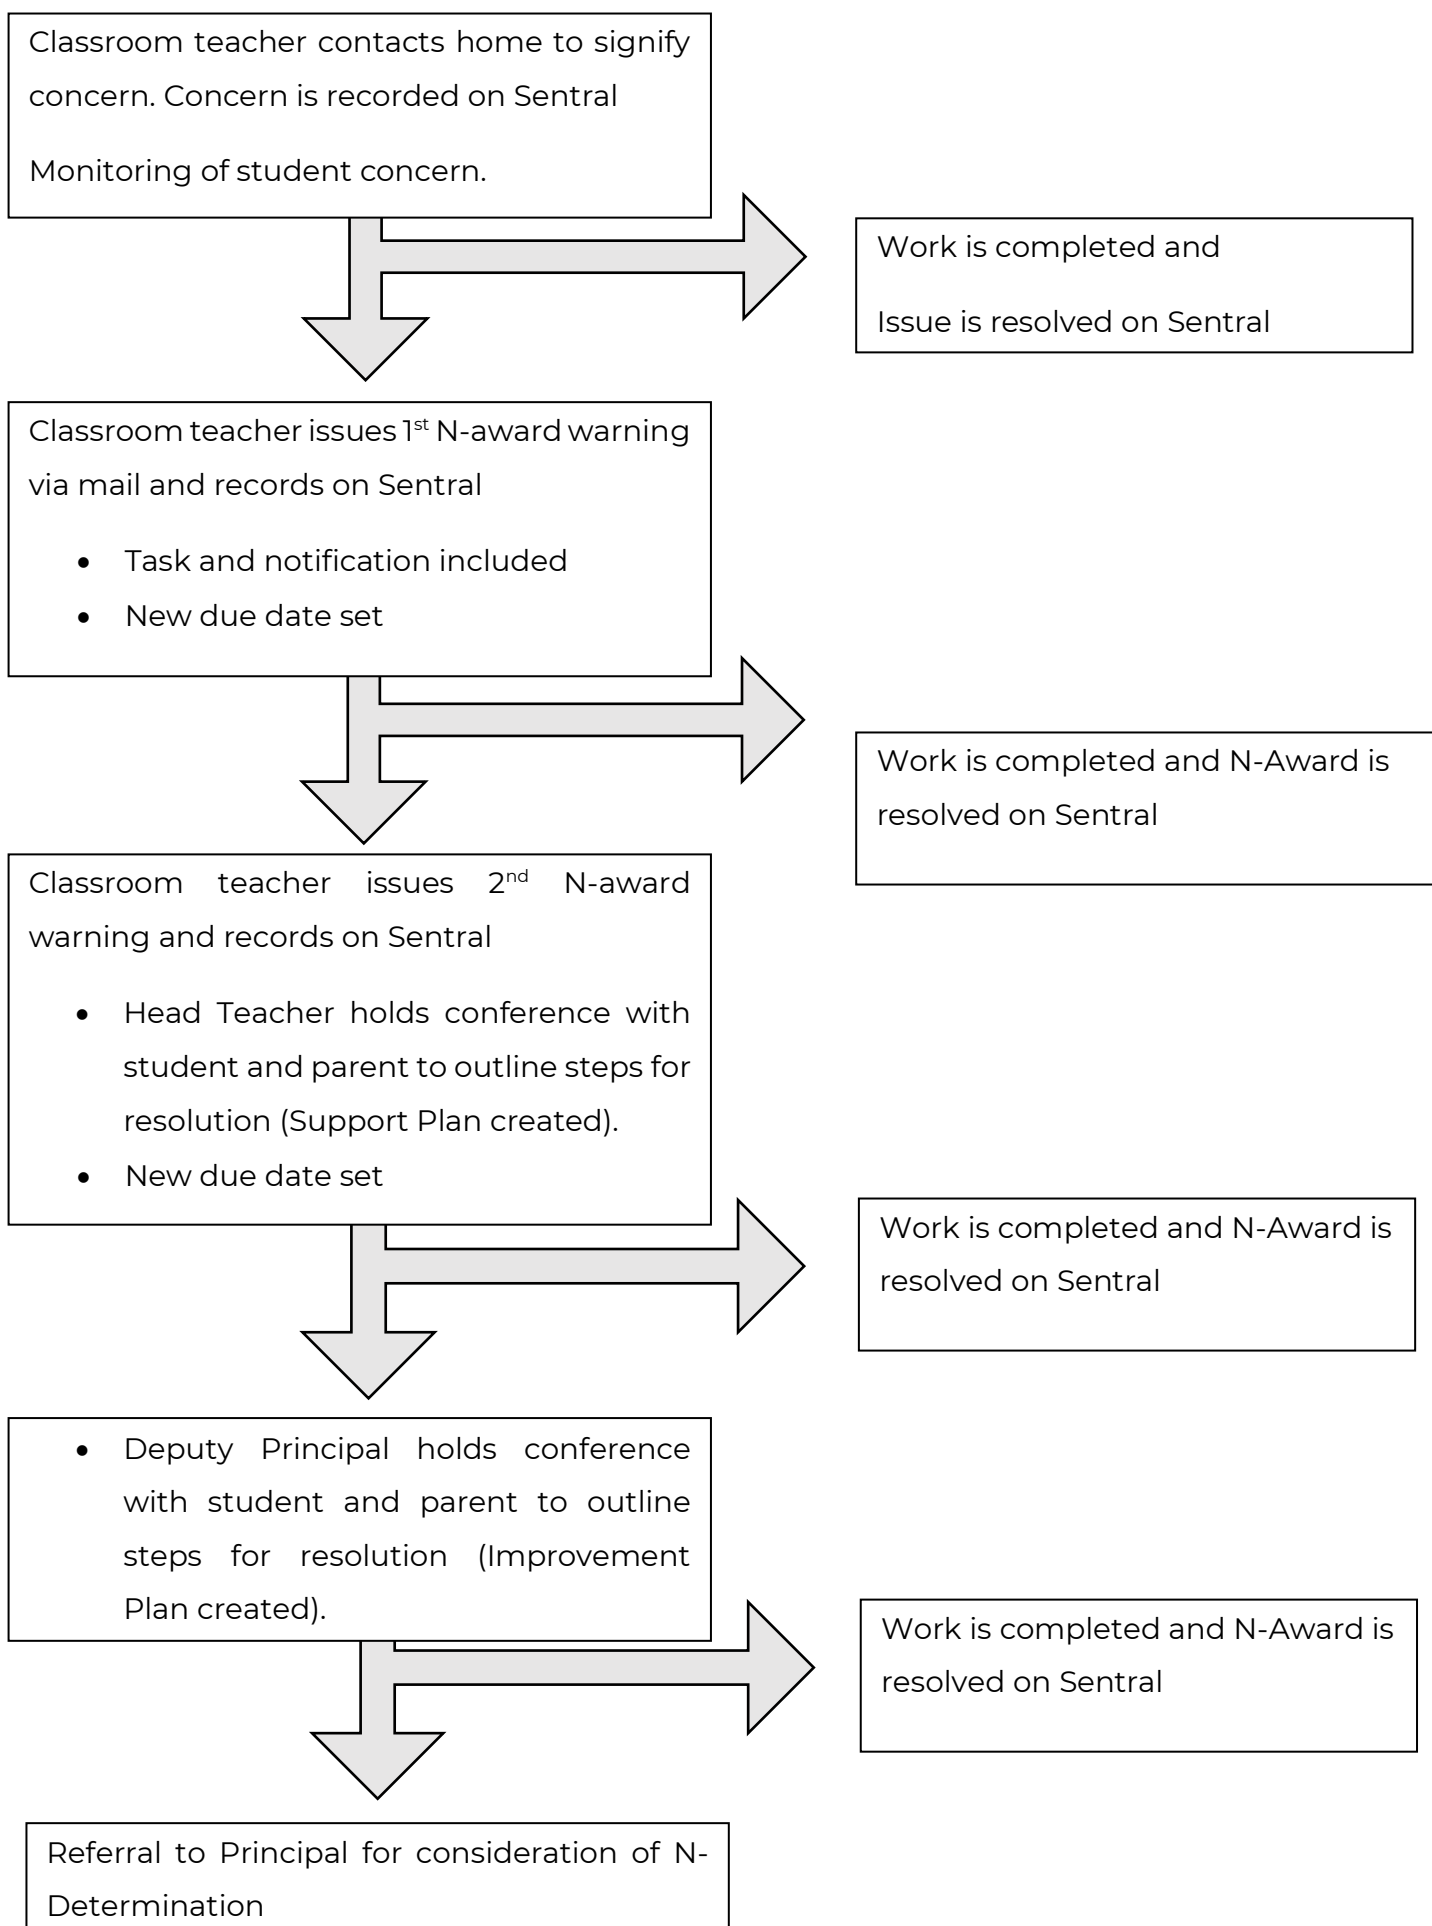 Classroom teacher contacts home to signify
concern. Concern is recorded on Sentral
Monitoring of student concern.
Work is completed and
Issue is resolved on Sentral
Classroom teacher issues 1st N-award warning
via mail and records on Sentral
• Task and notification included
• New due date set
Work is completed and N-Award is
resolved on Sentral
Classroom teacher issues 2nd N-award
warning and records on Sentral
• Head Teacher holds conference with
student and parent to outline steps for
resolution (Support Plan created).
• New due date set
Work is completed and N-Award is
resolved on Sentral
• Deputy Principal holds conference
with student and parent to outline
steps for resolution (Improvement
Plan created).
Work is completed and N-Award is
resolved on Sentral
Referral to Principal for consideration of N-
Determination